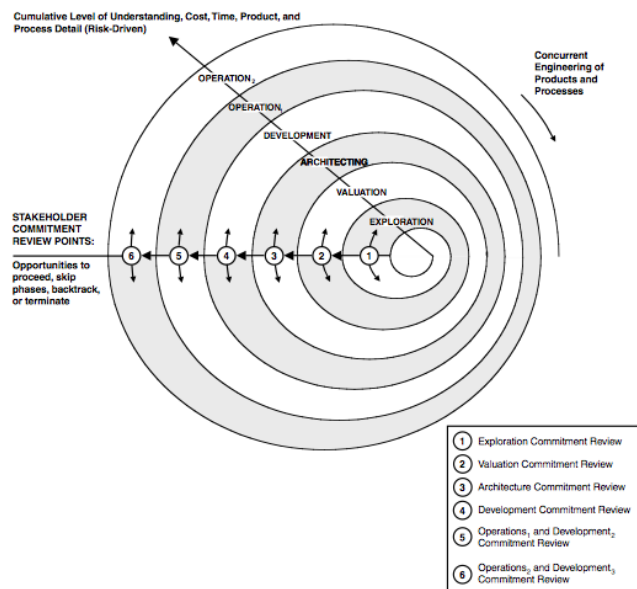 Cumulative Level of Understanding, Cost, Time, Product, and
Process Detail (Risk-Driven)
Concurrent
Engineering of
Products and
Processes
OPERATION₂
OPERATION₁
DEVELOPMENT
ARCHITECTING
VALUATION
EXPLORATION
STAKEHOLDER
COMMITMENT
REVIEW POINTS:
Opportunities to
proceed, skip
phases, backtrack,
or terminate
6 5 4 3 2 1
1 Exploration Commitment Review
2 Valuation Commitment Review
3 Architecture Commitment Review
4 Development Commitment Review
5 Operations₁ and Development₂
Commitment Review
6 Operations₂ and Development₃
Commitment Review